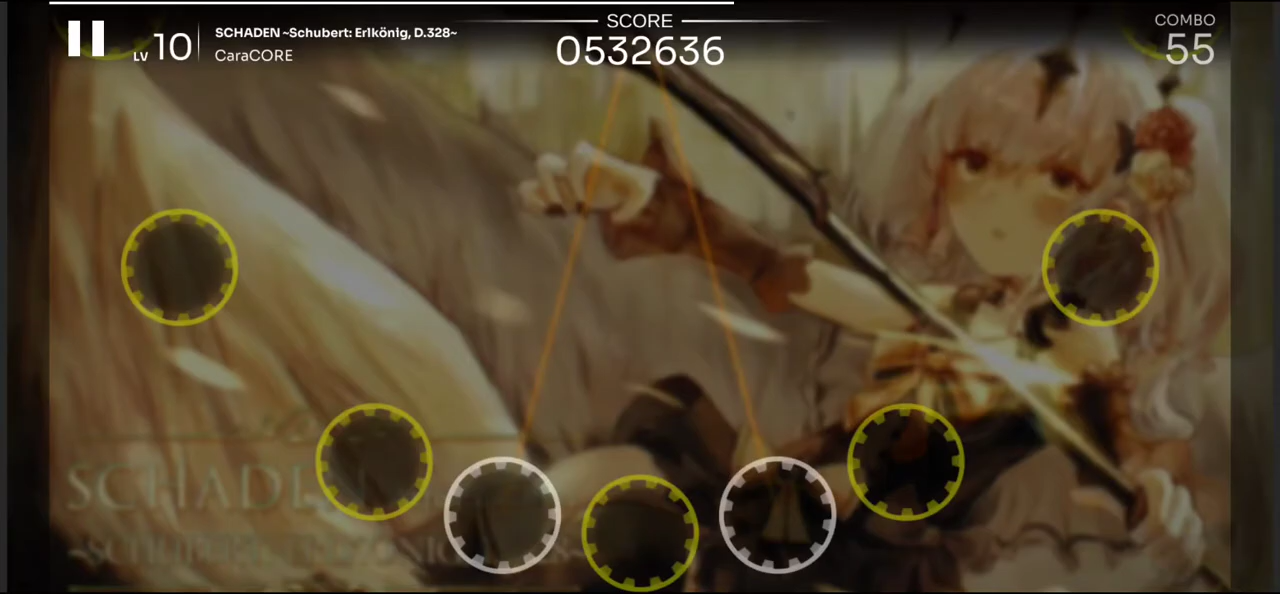 SCORE
COMBO
LV 10
SCHADEN ~Schubert: Erlkönig, D.328~
CaraCORE
0532636
55
SCHADEN